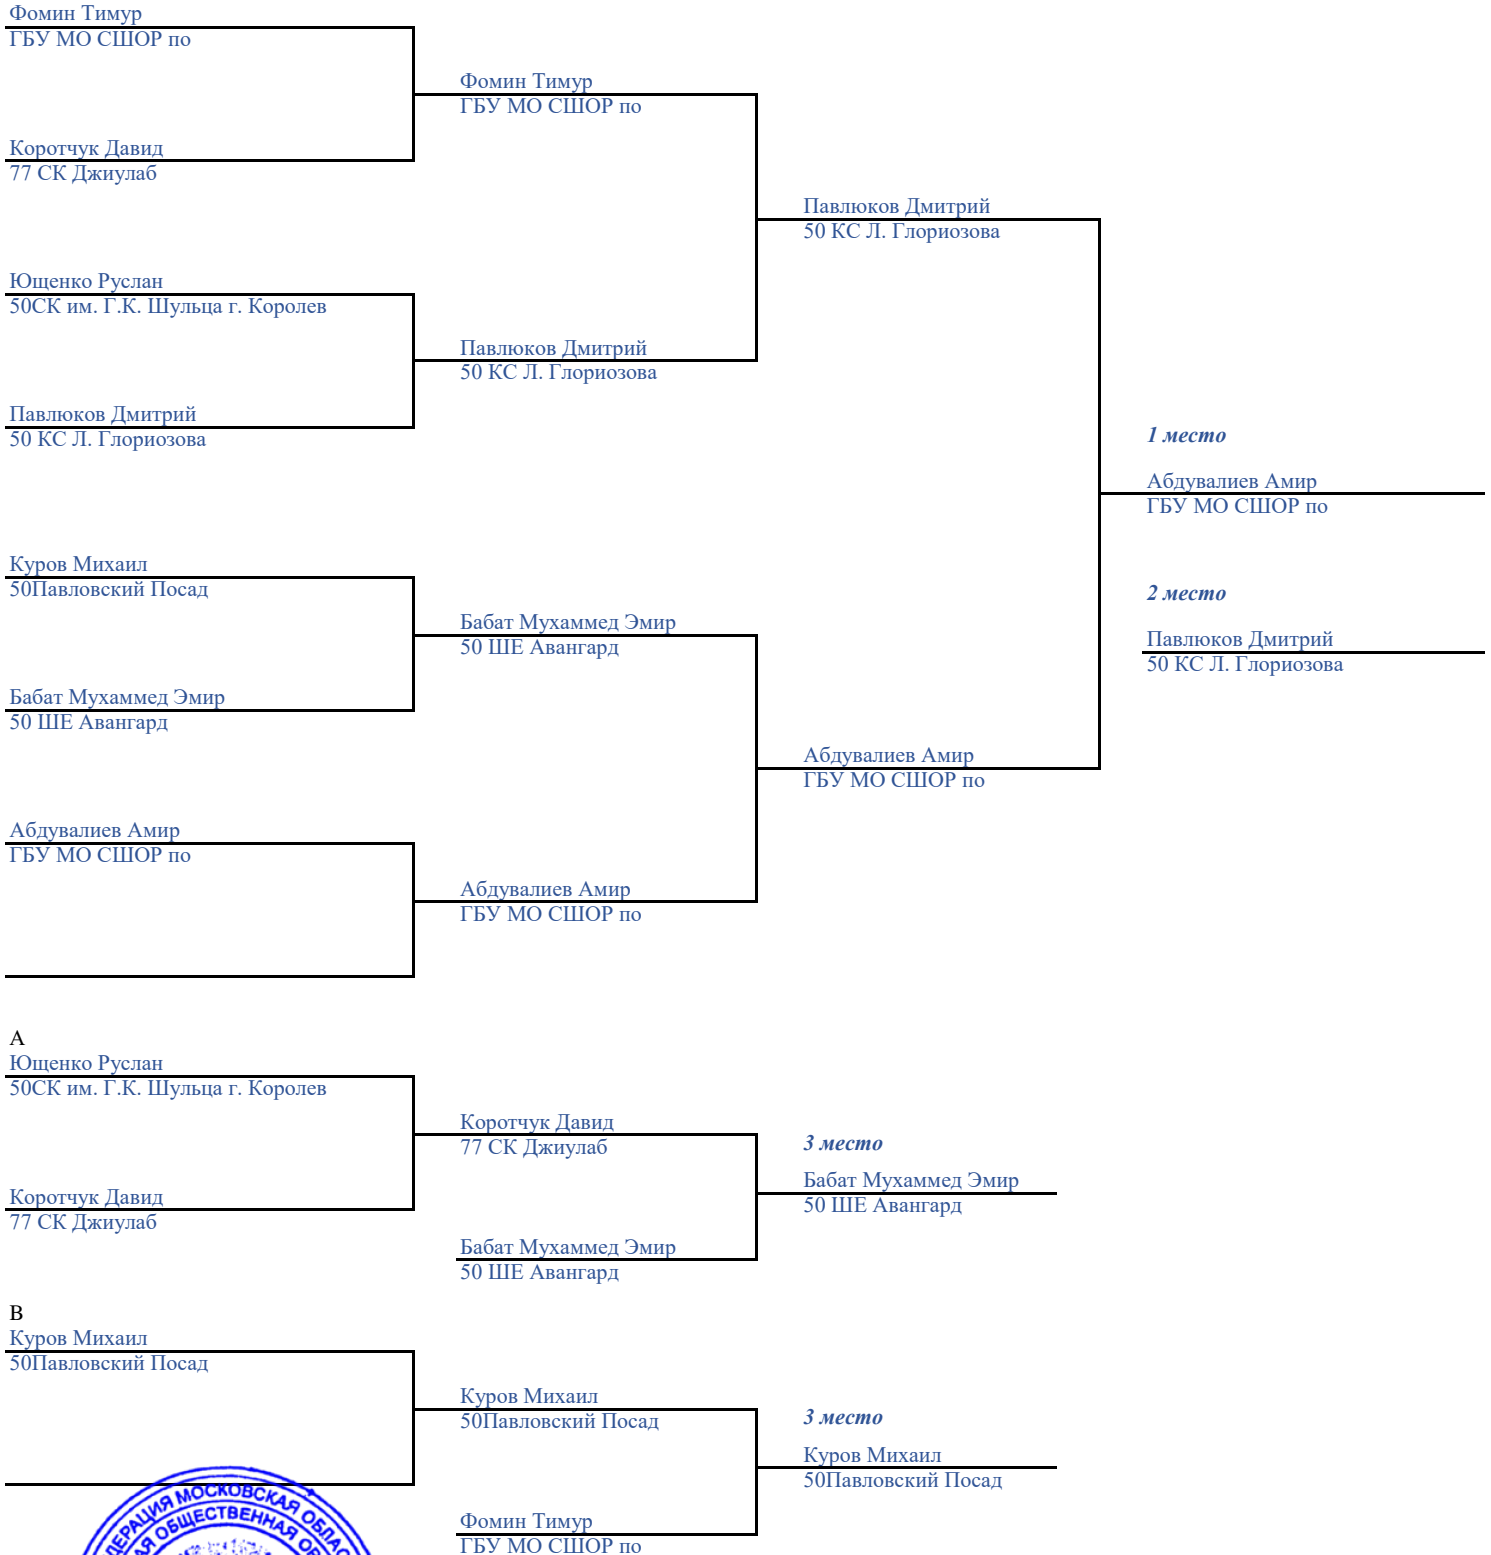 Фомин Тимур
ГБУ МО СШОР по
Коротчук Давид
77 СК Джиулаб
Ющенко Руслан
50СК им. Г.К. Шульца г. Королев
Павлюков Дмитрий
50 КС Л. Глориозова
Куров Михаил
50Павловский Посад
Бабат Мухаммед Эмир
50 ШЕ Авангард
Абдувалиев Амир
ГБУ МО СШОР по
Фомин Тимур
ГБУ МО СШОР по
Павлюков Дмитрий
50 КС Л. Глориозова
Бабат Мухаммед Эмир
50 ШЕ Авангард
Абдувалиев Амир
ГБУ МО СШОР по
Павлюков Дмитрий
50 КС Л. Глориозова
Абдувалиев Амир
ГБУ МО СШОР по
1 место
Абдувалиев Амир
ГБУ МО СШОР по
2 место
Павлюков Дмитрий
50 КС Л. Глориозова
А
Ющенко Руслан
50СК им. Г.К. Шульца г. Королев
Коротчук Давид
77 СК Джиулаб
Коротчук Давид
77 СК Джиулаб
Бабат Мухаммед Эмир
50 ШЕ Авангард
3 место
Бабат Мухаммед Эмир
50 ШЕ Авангард
В
Куров Михаил
50Павловский Посад
Куров Михаил
50Павловский Посад
Фомин Тимур
ГБУ МО СШОР по
3 место
Куров Михаил
50Павловский Посад
МОСКОВСКАЯ